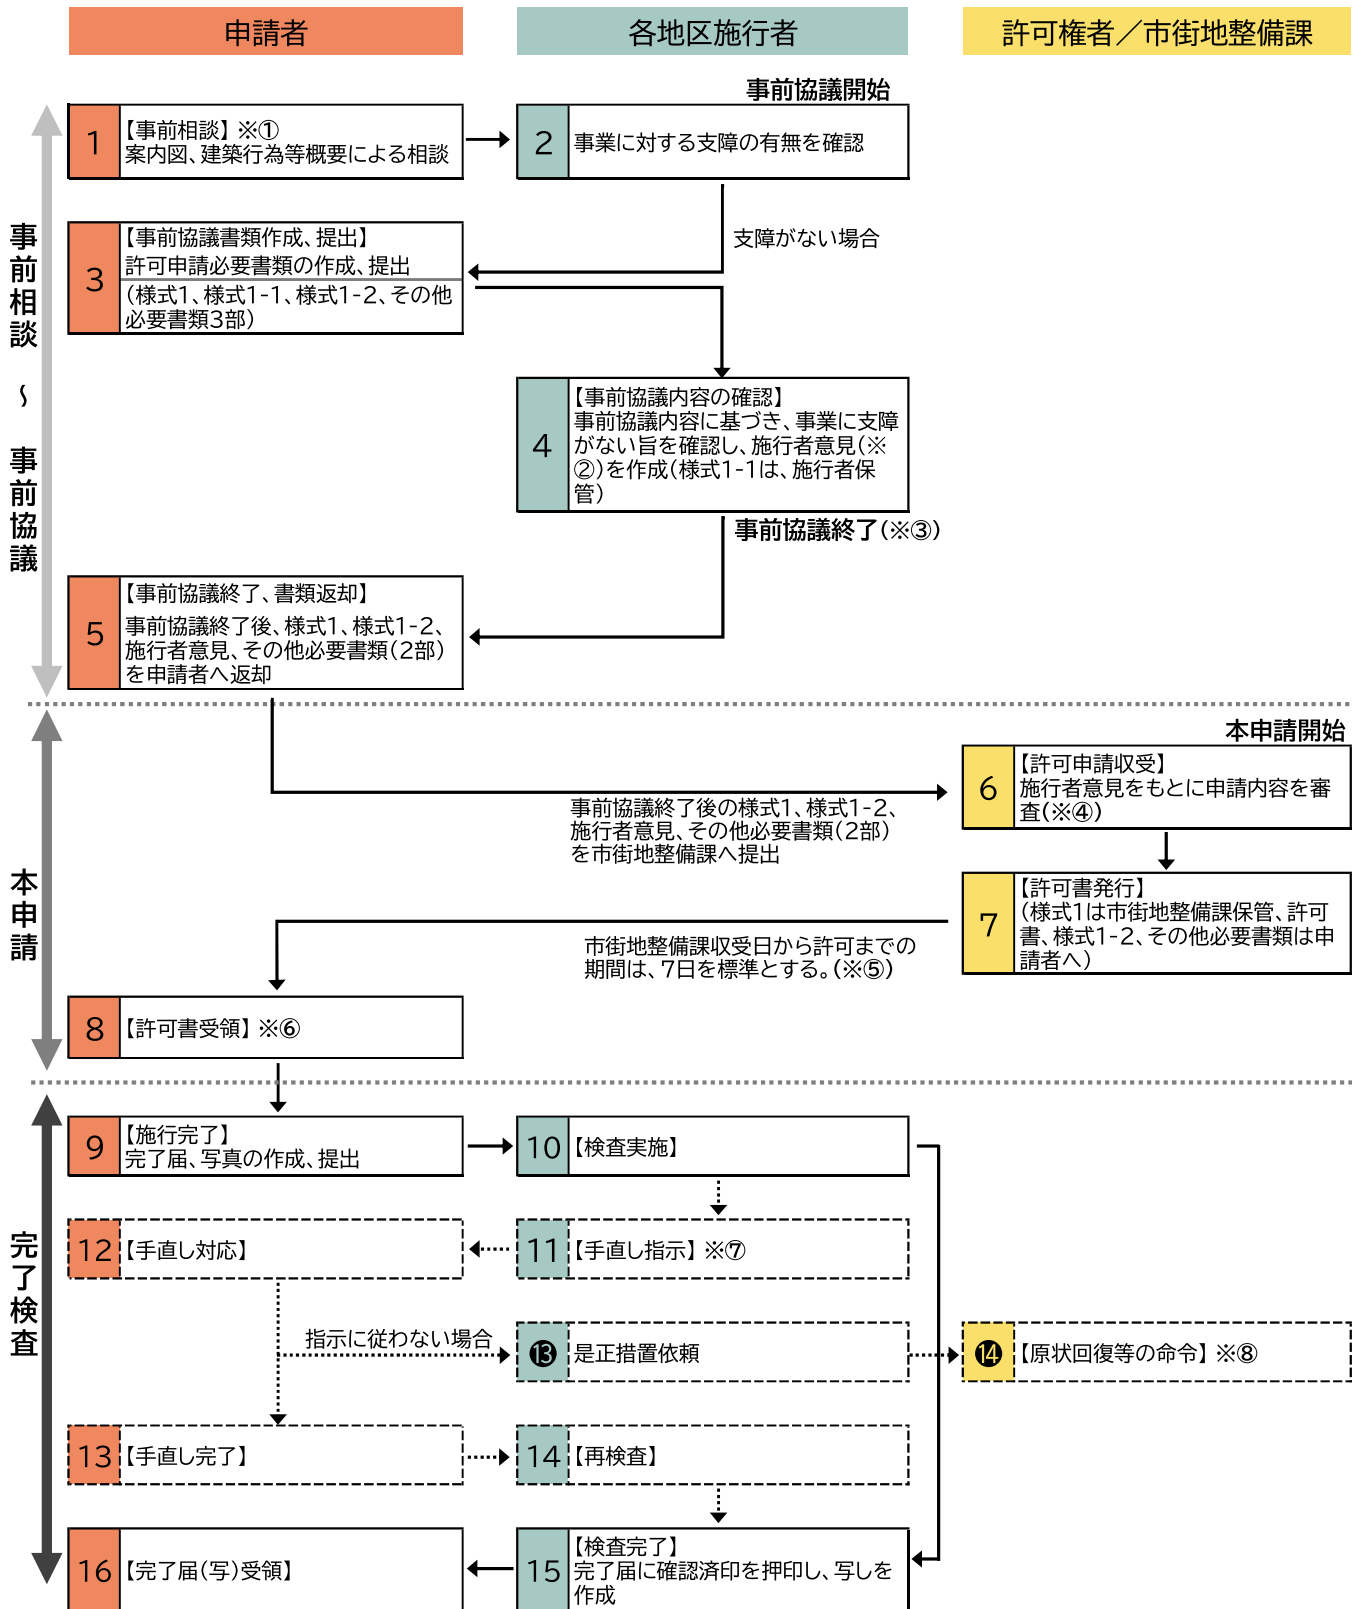 申請者
各地区施行者
許可権者／市街地整備課
事前相談 ～ 事前協議
事前協議開始
1
【事前相談】※①
案内図、建築行為等概要による相談
2
事業に対する支障の有無を確認
支障がない場合
3
【事前協議書類作成、提出】
許可申請必要書類の作成、提出
（様式1、様式1-1、様式1-2、その他
必要書類3部）
4
【事前協議内容の確認】
事前協議内容に基づき、事業に支障
がない旨を確認し、施行者意見（※
②）を作成（様式1-1は、施行者保
管）
事前協議終了（※③）
5
【事前協議終了、書類返却】
事前協議終了後、様式1、様式1-2、
施行者意見、その他必要書類（2部）
を申請者へ返却
本申請
本申請開始
6
【許可申請収受】
施行者意見をもとに申請内容を審
査（※④）
事前協議終了後の様式1、様式1-2、
施行者意見、その他必要書類（2部）
を市街地整備課へ提出
7
【許可書発行】
（様式1は市街地整備課保管、許可
書、様式1-2、その他必要書類は申
請者へ）
市街地整備課収受日から許可までの
期間は、7日を標準とする。（※⑤）
8
【許可書受領】※⑥
完了検査
9
【施行完了】
完了届、写真の作成、提出
10
【検査実施】
12
【手直し対応】
11
【手直し指示】※⑦
指示に従わない場合
⓭
是正措置依頼
⓮
【原状回復等の命令】※⑧
13
【手直し完了】
14
【再検査】
16
【完了届（写）受領】
15
【検査完了】
完了届に確認済印を押印し、写しを
作成